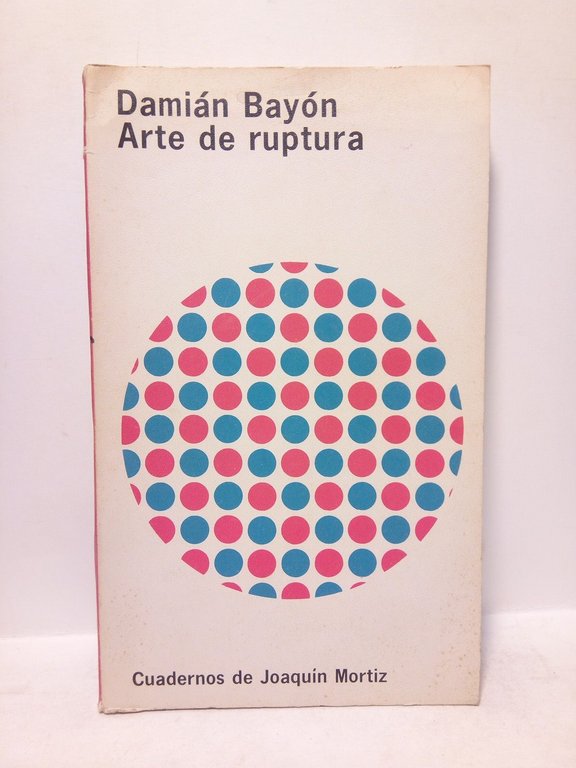 Damián Bayón
Arte de ruptura
Cuadernos de Joaquín Mortiz